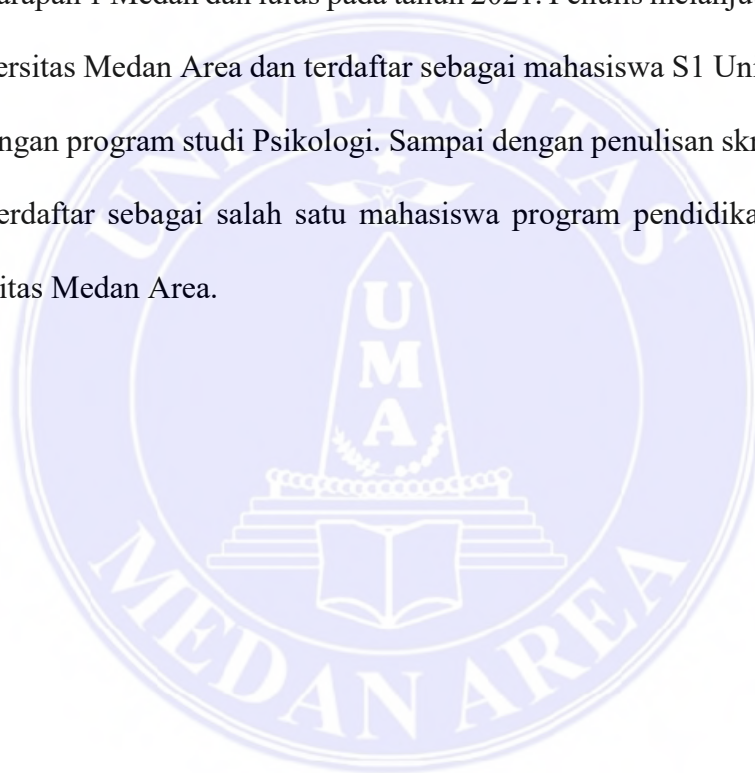 arapan 1 Medan dan lulus pada tahun 2021. Penulis melanju
ersitas Medan Area dan terdaftar sebagai mahasiswa S1 Uni
ngan program studi Psikologi. Sampai dengan penulisan skr
erdaftar sebagai salah satu mahasiswa program pendidika
itas Medan Area.
UNIVERSITAS
U
M
A
MEDAN AREA